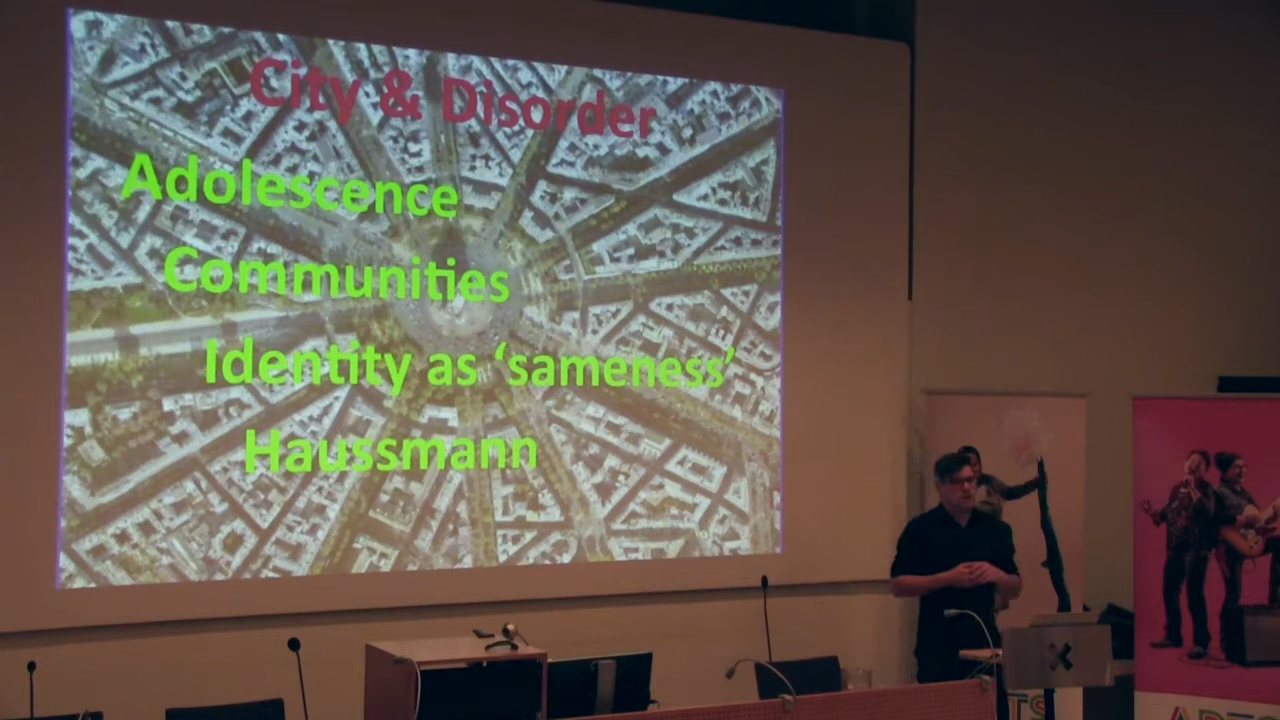 City & Disorder
Adolescence
Communities
Identity as ‘sameness’
Haussmann